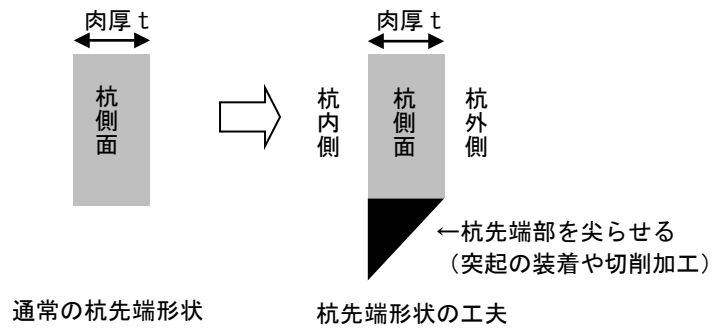 肉厚t
杭側面
通常の杭先端形状
肉厚t
杭内側
杭側面
杭外側
←杭先端部を尖らせる
（突起の装着や切削加工）
杭先端形状の工夫